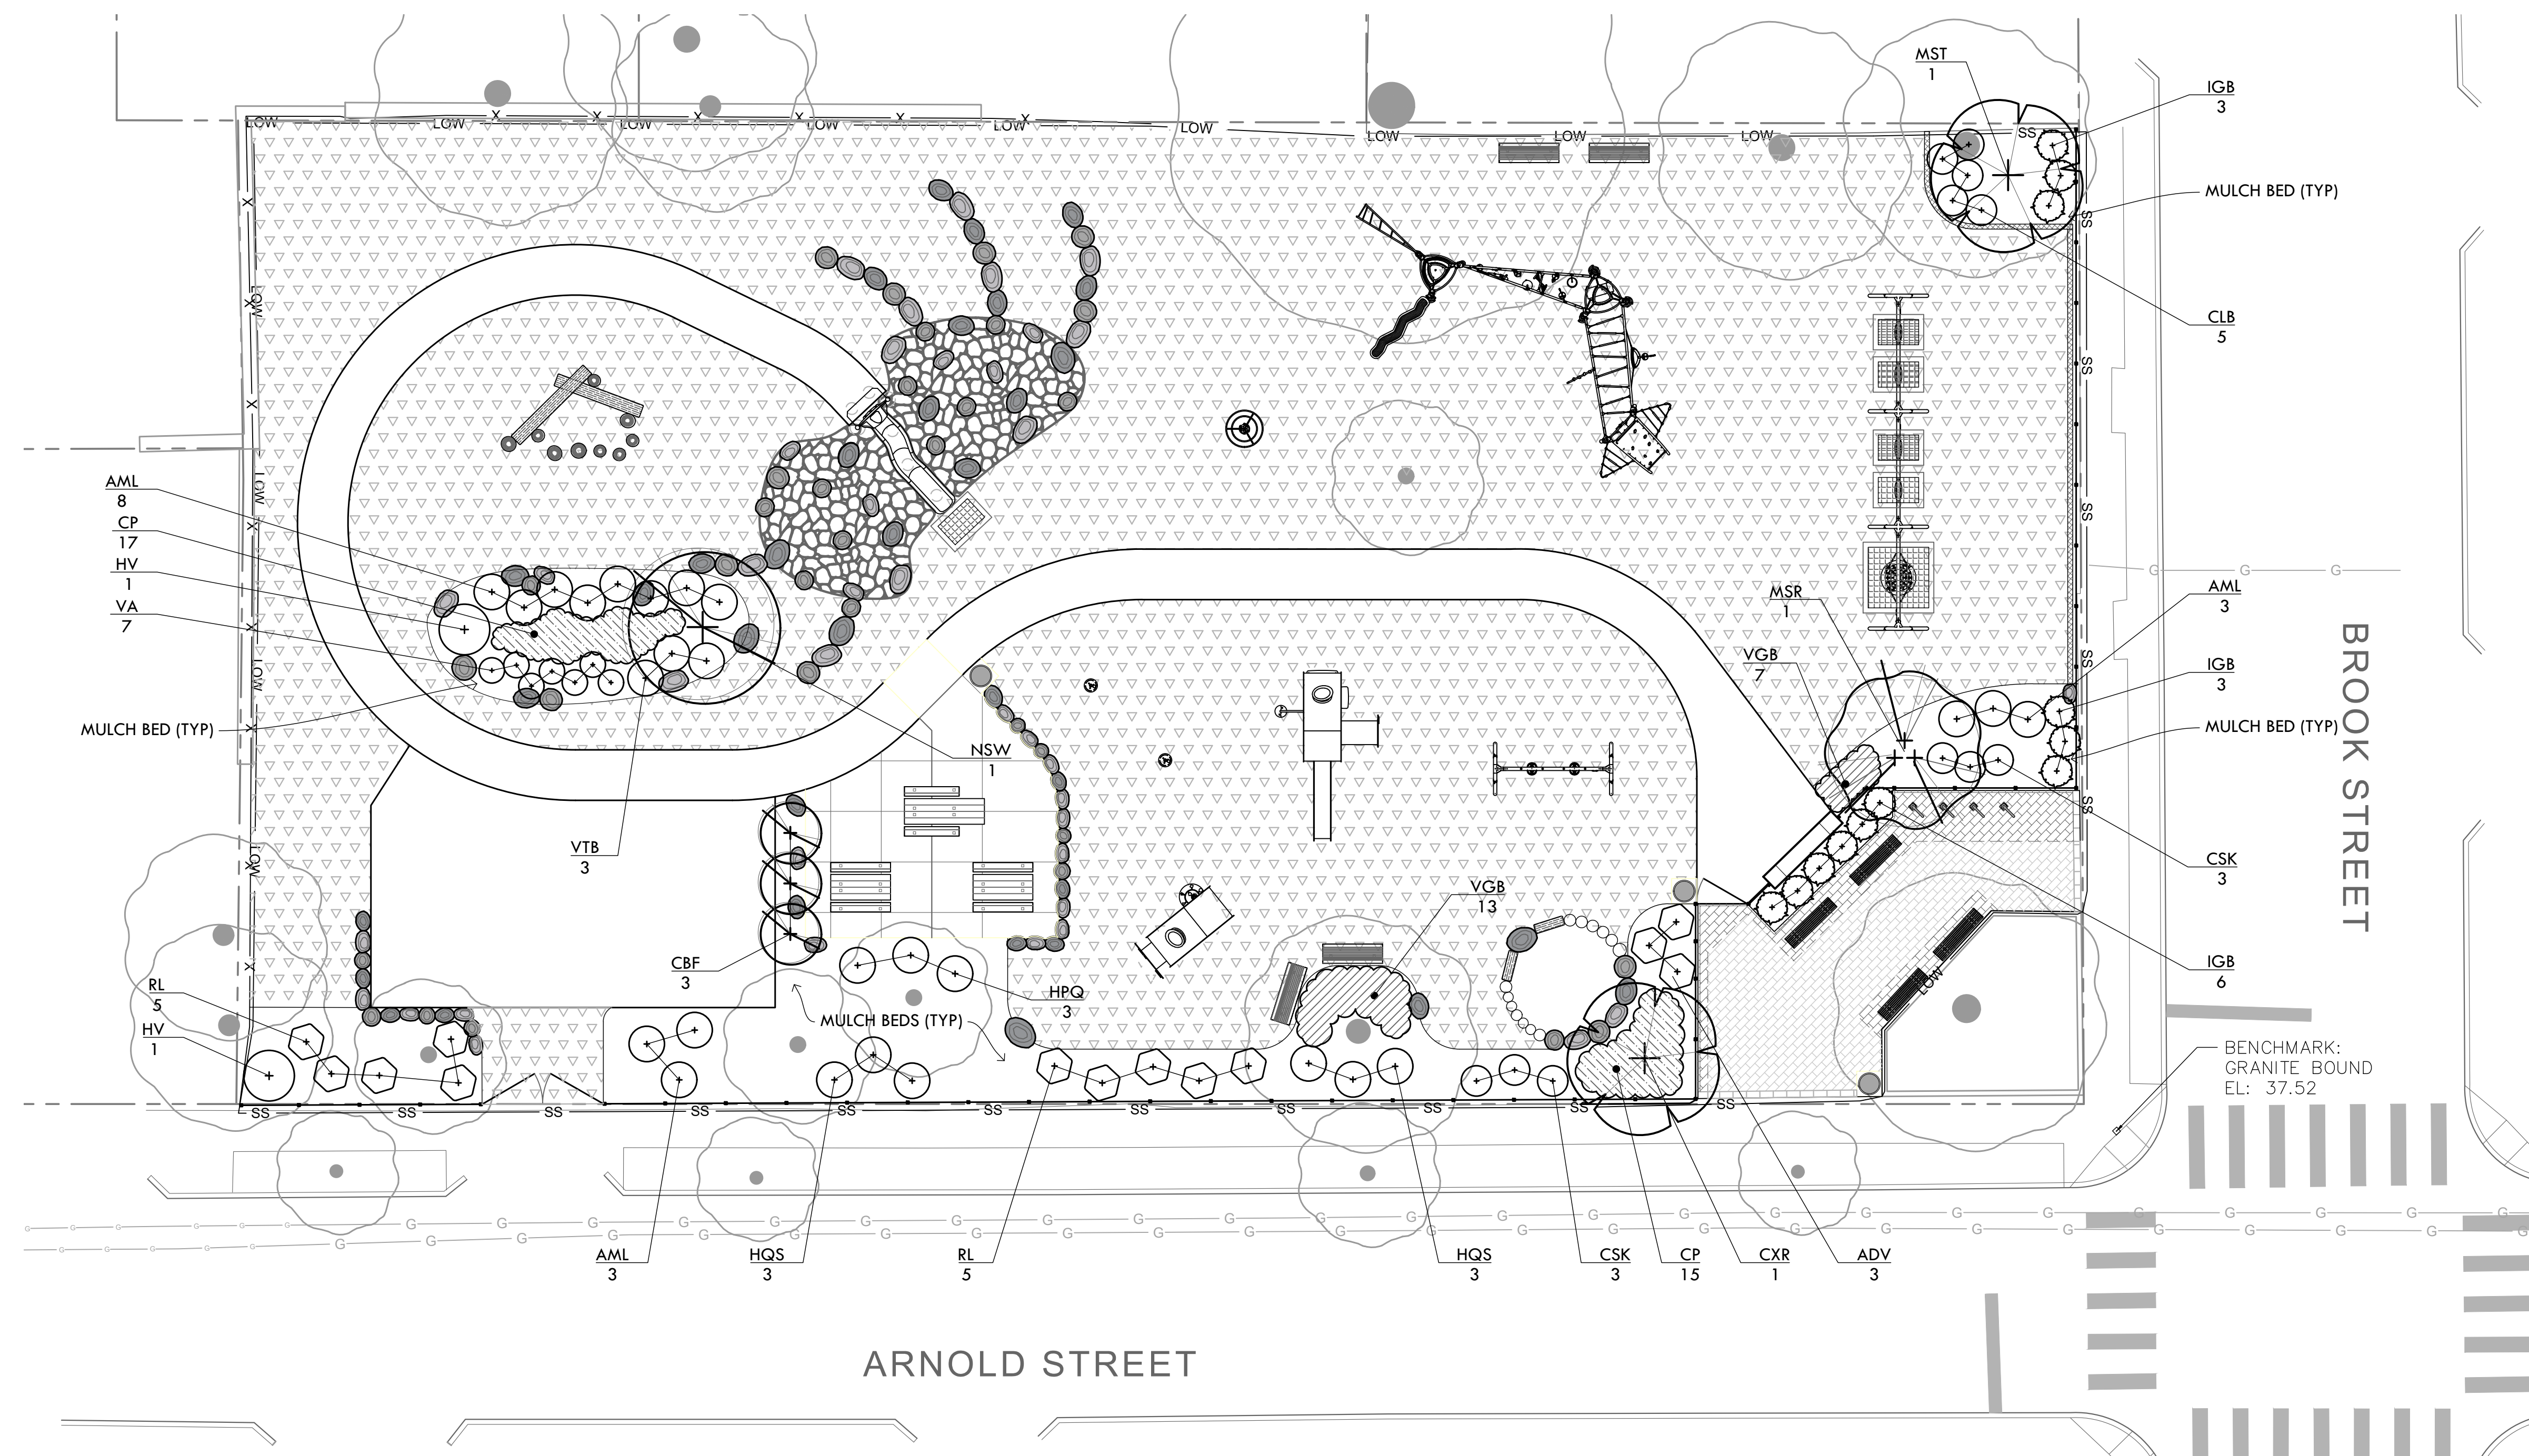 MST
1
IGB
3
MULCH BED (TYP)
CLB
5
LOW LOW LOW LOW LOW LOW LOW LOW LOW
X X X X X X
SS
SS
SS
SS
SS
SS
X
X
X
X
X
X
X
LOW
LOW
LOW
LOW
AML
8
CP
17
HV
1
VA
7
MULCH BED (TYP)
G G G
MSR
1
VGB
7
AML
3
IGB
3
MULCH BED (TYP)
BROOK STREET
NSW
1
VTB
3
CSK
3
VGB
13
CBF
3
HPQ
3
MULCH BEDS (TYP)
IGB
6
LOW
RL
5
HV
1
BENCHMARK:
GRANITE BOUND
EL: 37.52
SS SS SS SS SS SS SS SS SS SS SS
G G G G G G G G G G G G G G G G G G G G G G G G G G G G G G
G G G G G G G G G G G G G G G G G G G G G G G G G G G G G G
AML
3
HQS
3
RL
5
HQS
3
CSK
3
CP
15
CXR
1
ADV
3
ARNOLD STREET